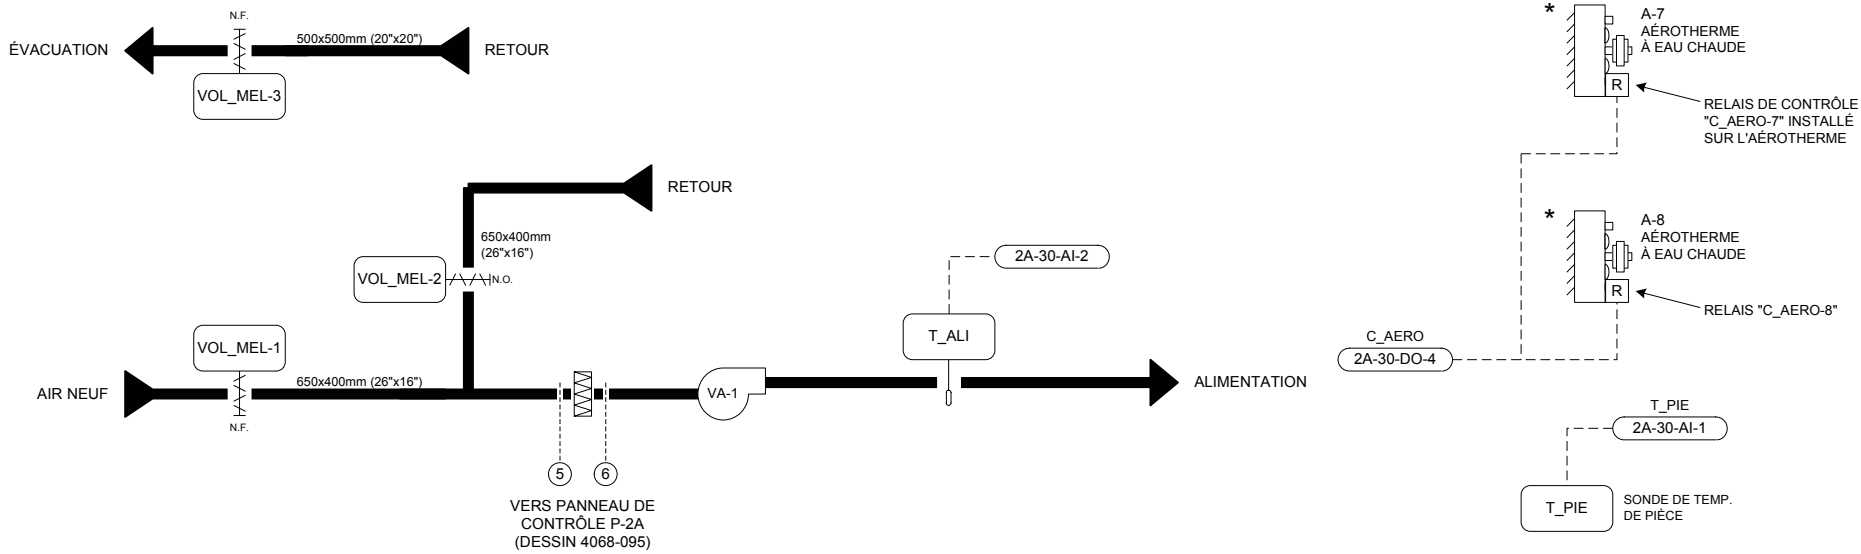 N.F.
ÉVACUATION
500x500mm (20"x20")
RETOUR
VOL_MEL-3
RETOUR
650x400mm
(26"x16")
VOL_MEL-2
N.O.
VOL_MEL-1
AIR NEUF
650x400mm (26"x16")
N.F.
5
6
VERS PANNEAU DE
CONTRÔLE P-2A
(DESSIN 4068-095)
VA-1
2A-30-AI-2
T_ALI
ALIMENTATION
*
A-7
AÉROTHERME
À EAU CHAUDE
R
RELAIS DE CONTRÔLE
"C_AERO-7" INSTALLÉ
SUR L'AÉROTHERME
*
A-8
AÉROTHERME
À EAU CHAUDE
R
RELAIS "C_AERO-8"
C_AERO
2A-30-DO-4
T_PIE
2A-30-AI-1
T_PIE
SONDE DE TEMP.
DE PIÈCE